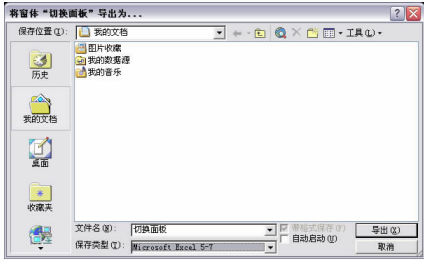 将窗体“切换面板”导出为...
保存位置(I): 我的文档 工具(L)
图片收藏
我的数据源
我的音乐
历史
我的文档
桌面
收藏夹
文件名(N): 切换面板 带格式保存(F) 导出(X)
保存类型(T): Microsoft Excel 5-7 自动启动(U) 取消